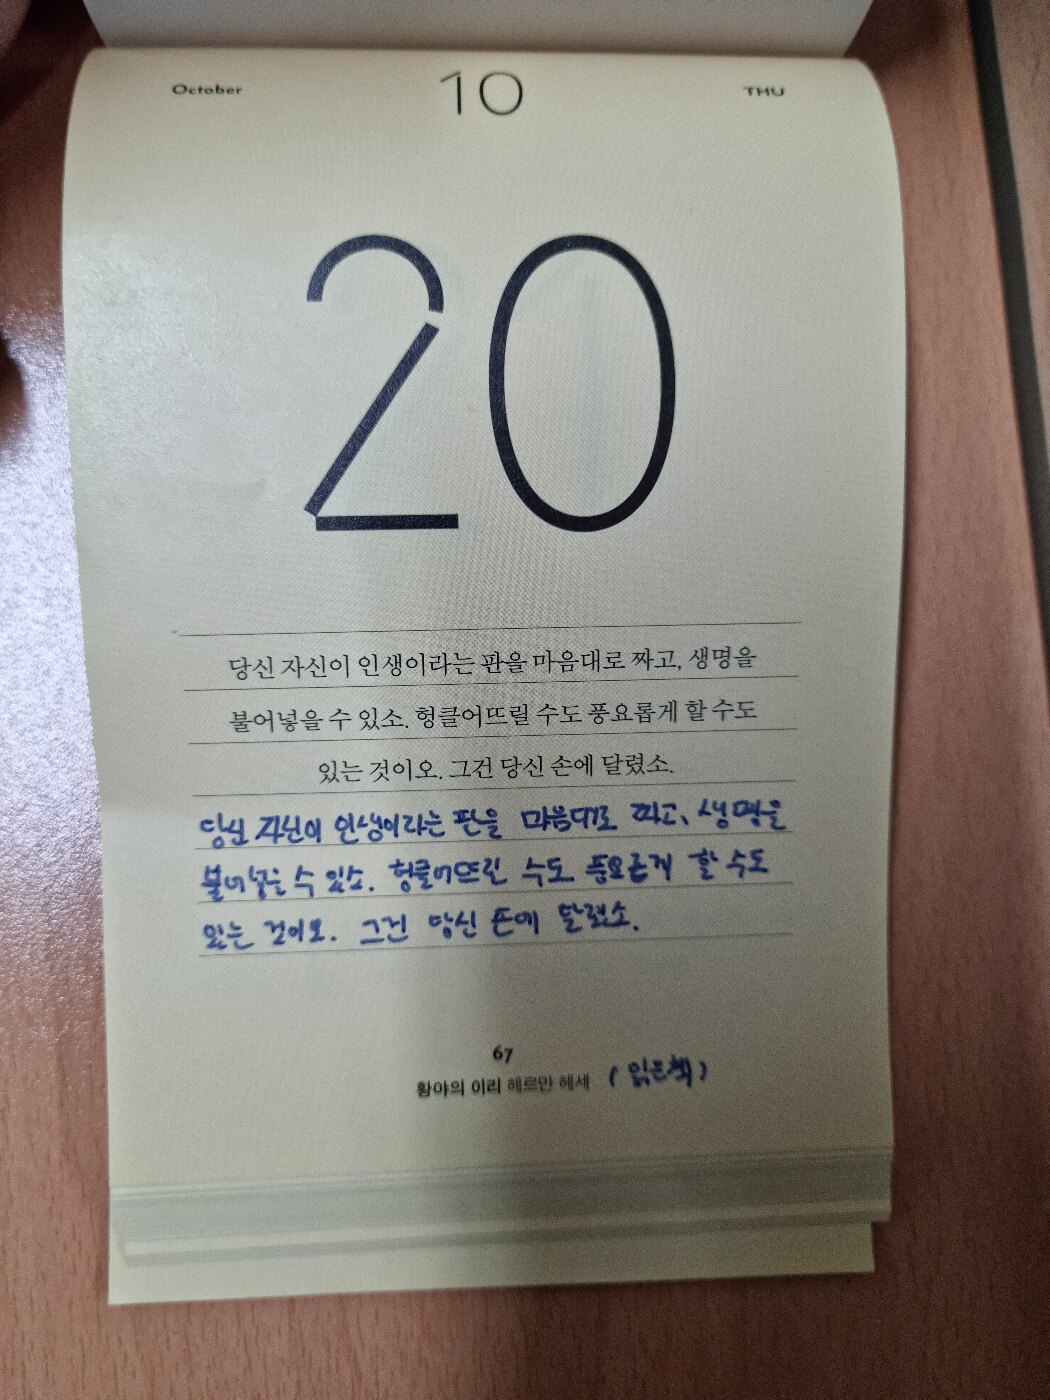 October 10 THU
20
당신 자신이 인생이라는 판을 마음대로 짜고, 생명을
불어넣을 수 있소. 헝클어뜨릴 수도 풍요롭게 할 수도
있는 것이오. 그건 당신 손에 달렸소.
당신 자신이 인생이라는 판을 마음대로 짜고, 생명을
불어넣을 수 있소. 헝클어뜨릴 수도 풍요롭게 할 수도
있는 것이오. 그건 당신 손에 달렸소.
67
황야의 이리 헤르만 헤세 (읽은책)